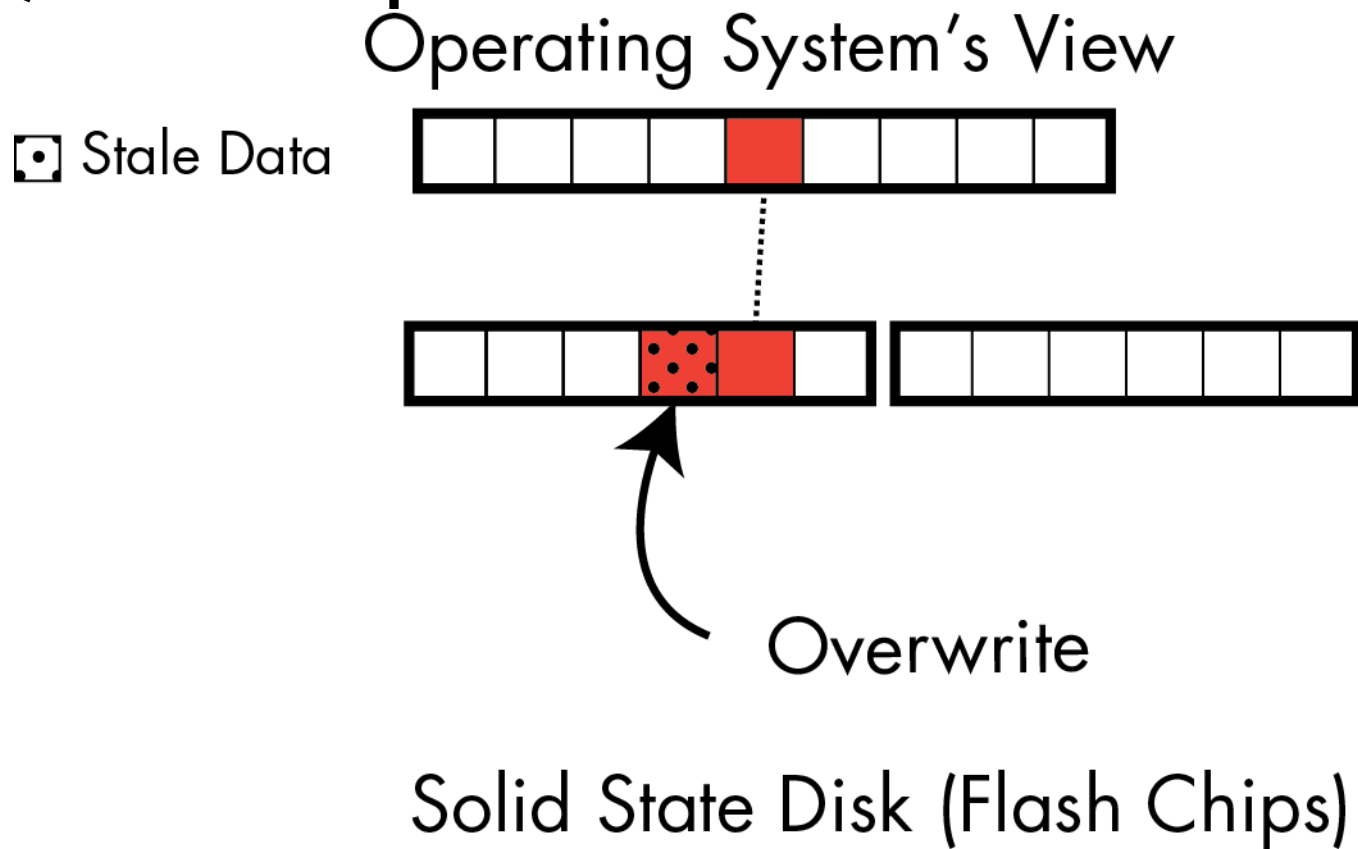 Operating System's View
Stale Data
Overwrite
Solid State Disk (Flash Chips)